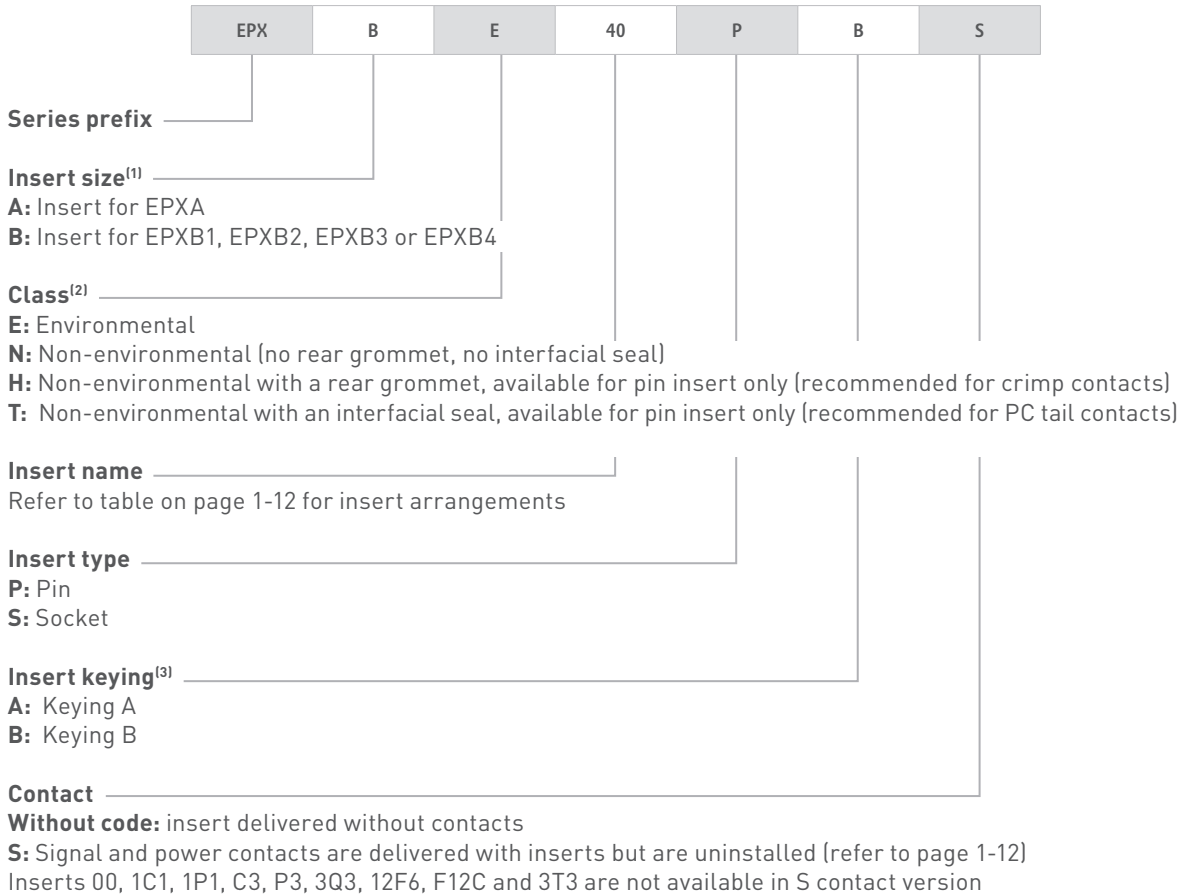 EPX B E 40 P B S
Series prefix
Insert size(1)
A: Insert for EPXA
B: Insert for EPXB1, EPXB2, EPXB3 or EPXB4
Class(2)
E: Environmental
N: Non-environmental (no rear grommet, no interfacial seal)
H: Non-environmental with a rear grommet, available for pin insert only (recommended for crimp contacts)
T: Non-environmental with an interfacial seal, available for pin insert only (recommended for PC tail contacts)
Insert name
Refer to table on page 1-12 for insert arrangements
Insert type
P: Pin
S: Socket
Insert keying(3)
A: Keying A
B: Keying B
Contact
Without code: insert delivered without contacts
S: Signal and power contacts are delivered with inserts but are uninstalled (refer to page 1-12)
Inserts 00, 1C1, 1P1, C3, P3, 3Q3, 12F6, F12C and 3T3 are not available in S contact version